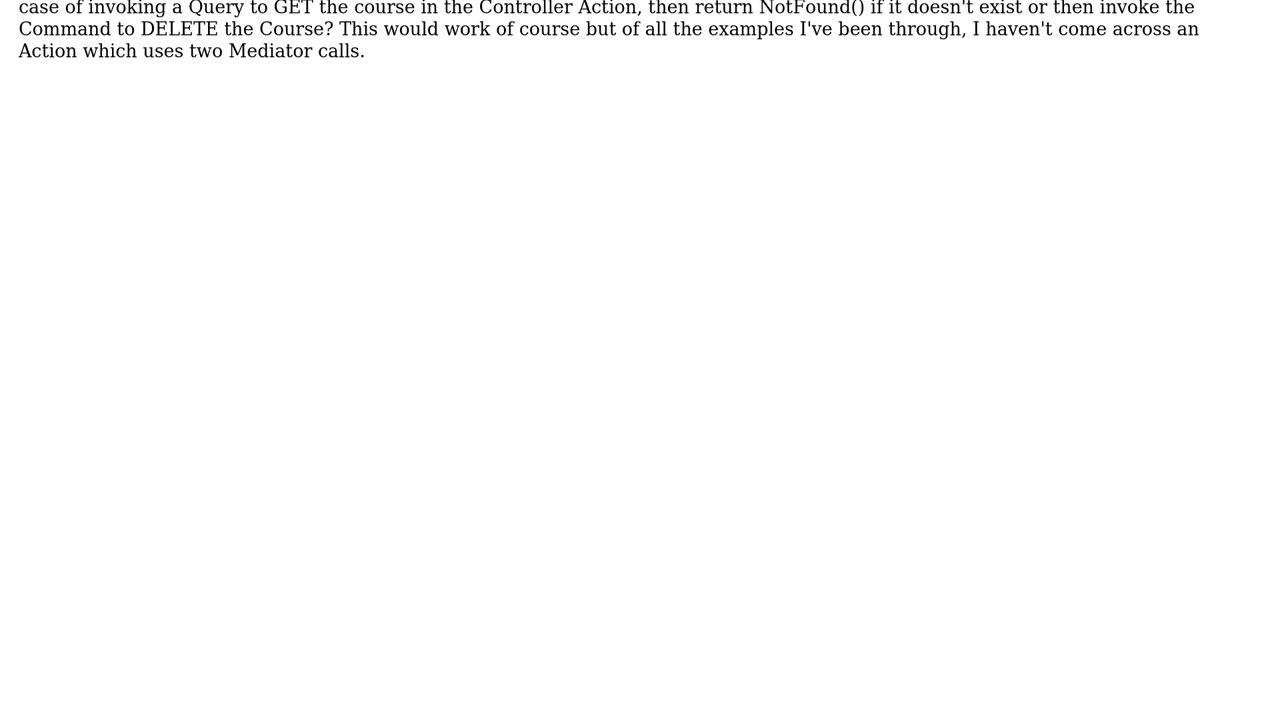 case of invoking a Query to GET the course in the Controller Action, then return NotFound() if it doesn't exist or then invoke the
Command to DELETE the Course? This would work of course but of all the examples I've been through, I haven't come across an
Action which uses two Mediator calls.